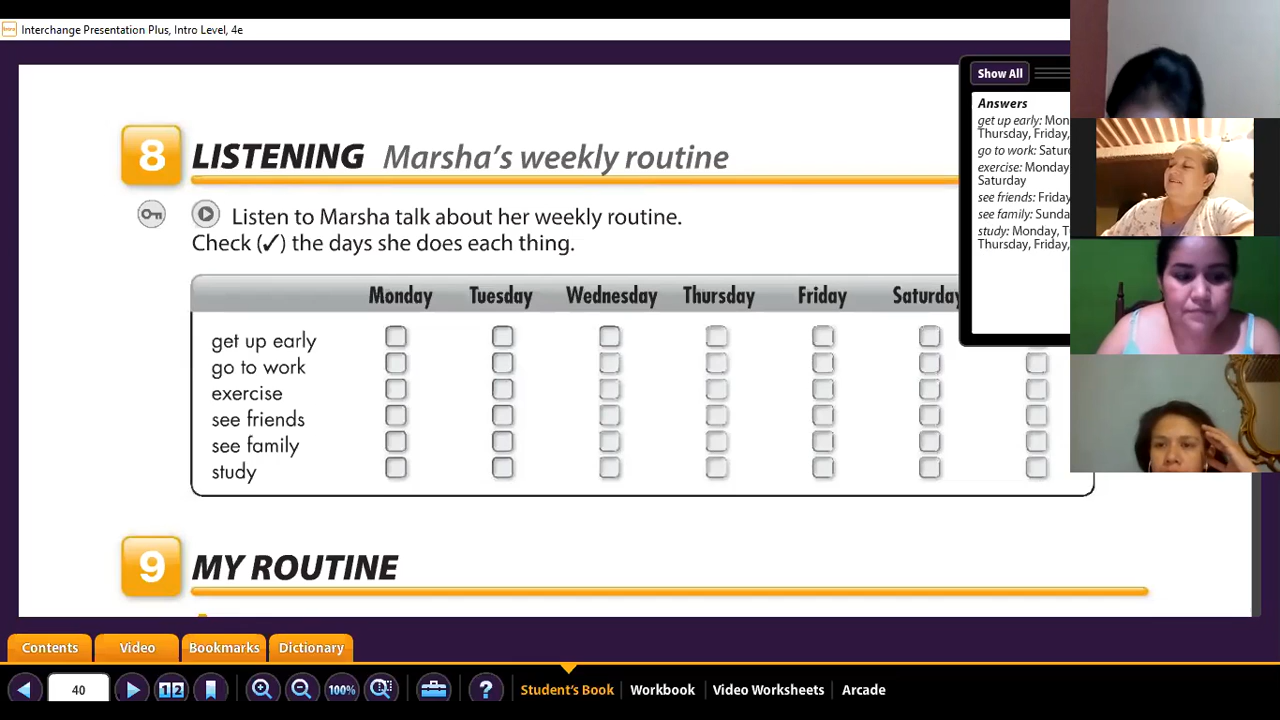 Interchange Presentation Plus, Intro Level, 4e
Show All
8 LISTENING Marsha's weekly routine
Answers
get up early: Mon
Thursday, Friday,
go to work:
exercise: Monday
Saturday
see friends: Friday
see family:
study: Monday,
Thursday, Friday,
Listen to Marsha talk about her weekly routine.
Check (✓) the days she does each thing.
Monday Tuesday Wednesday Thursday Friday Saturday
get up early
go to work
exercise
see friends
see family
study
9 MY ROUTINE
Contents Video Bookmarks Dictionary
40 1 2 100% ? Student's Book Workbook Video Worksheets Arcade